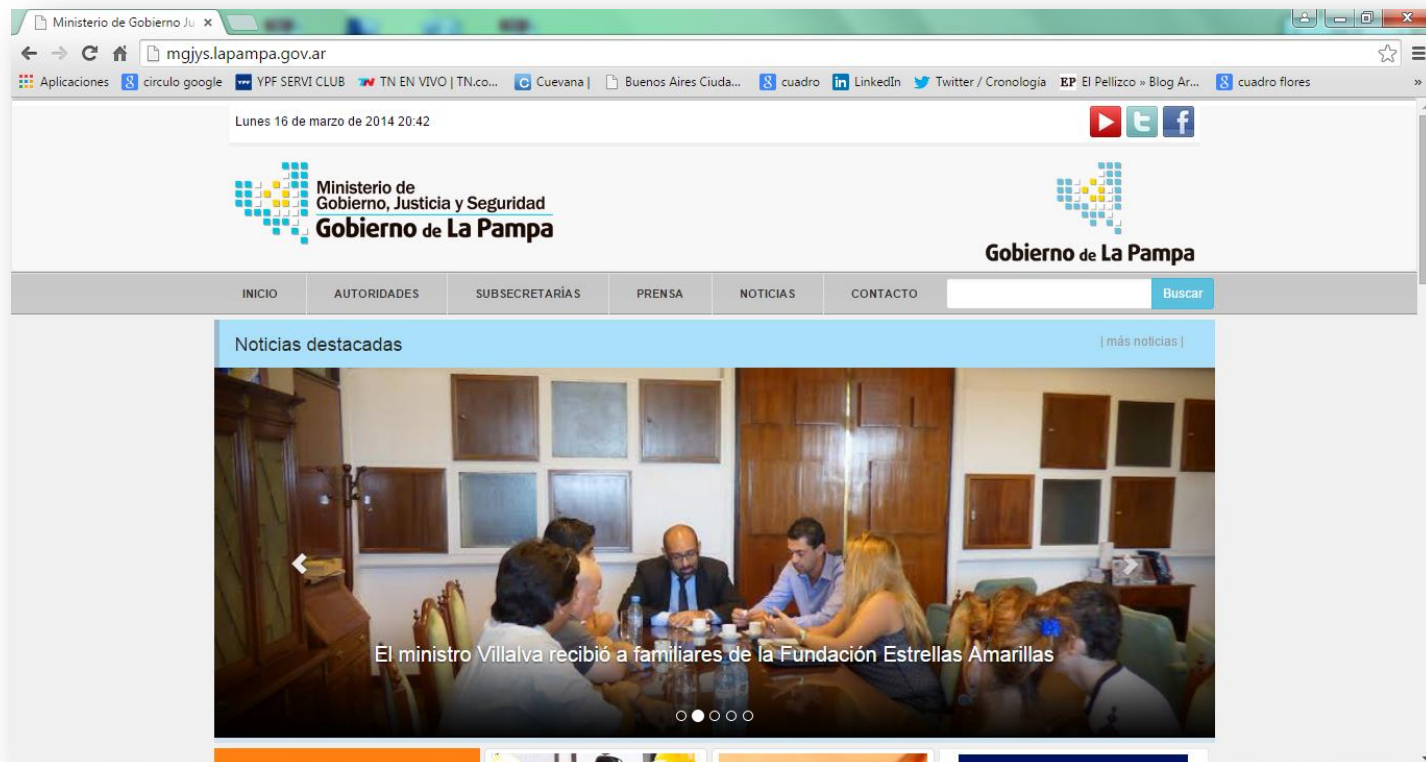 Ministerio de Gobierno Ju
mgjys.lapampa.gov.ar
Aplicaciones circulo google YPF SERVI CLUB TN EN VIVO | TN.co... Cuevana | Buenos Aires Ciuda... cuadro LinkedIn Twitter / Cronología EP El Pellizco » Blog Ar... cuadro flores »
Lunes 16 de marzo de 2014 20:42
Ministerio de
Gobierno, Justicia y Seguridad
Gobierno de La Pampa
Gobierno de La Pampa
INICIO AUTORIDADES SUBSECRETARÍAS PRENSA NOTICIAS CONTACTO Buscar
Noticias destacadas | más noticias |
El ministro Villalva recibió a familiares de la Fundación Estrellas Amarillas